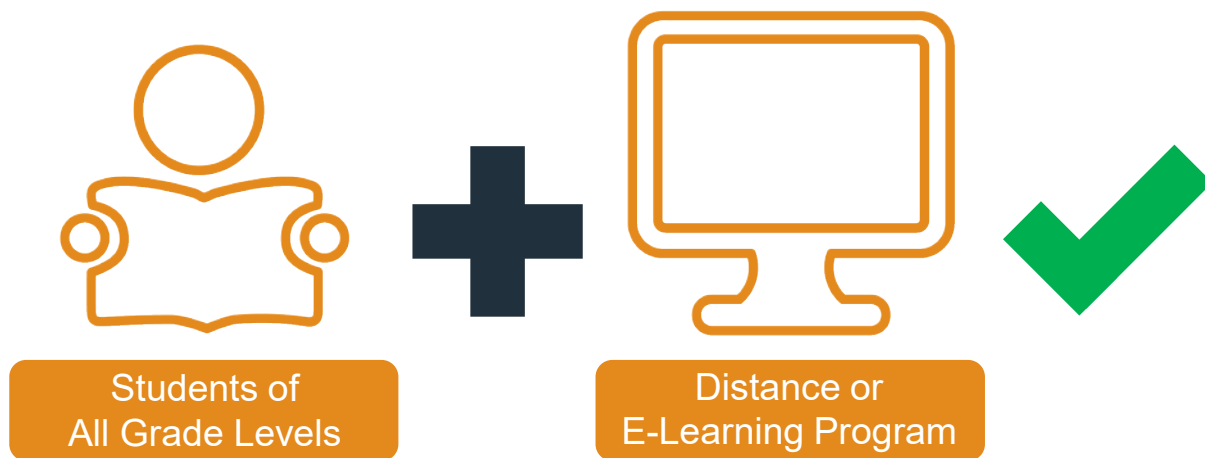 Students of
All Grade Levels
Distance or
E-Learning Program